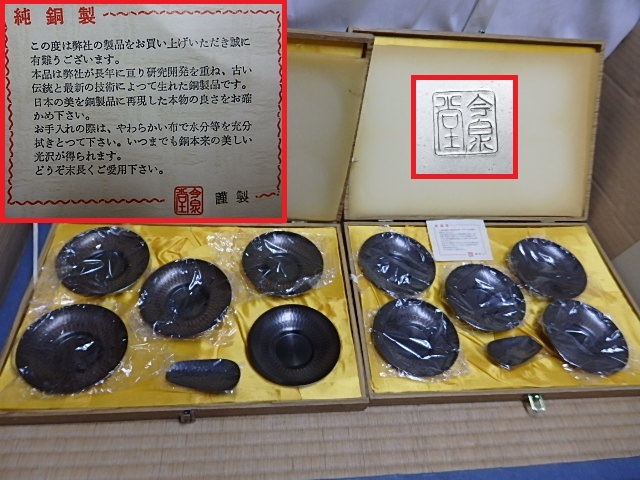 純銅製
この度は弊社の製品をお買い上げいただき誠に
有難うございます。
本品は弊社が長年に亘り研究開発を重ね、古い
伝統と最新の技術によって生れた銅製品です。
日本の美を銅製品に再現した本物の良さをお確
かめ下さい。
お手入れの際は、やわらかい布で水分等を充分
拭きとつて下さい。いつまでも銅本来の美しい
光沢が得られます。
どうぞ末長くご愛用下さい。
謹製
今泉